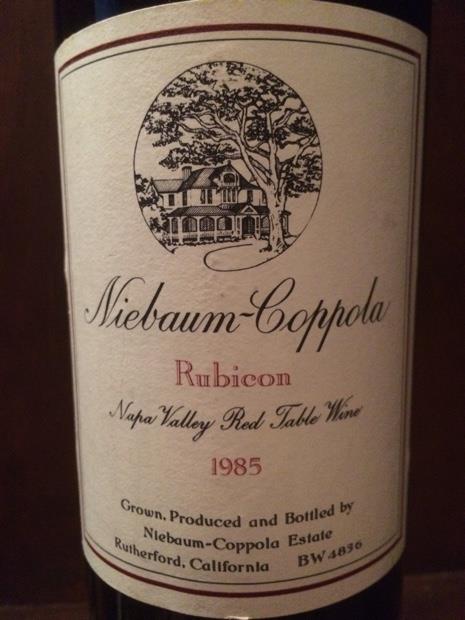 Niebaum-Coppola
Rubicon
Napa Valley Red Table Wine
1985
Grown, Produced and Bottled by
Niebaum-Coppola Estate
Rutherford, California BW 4836